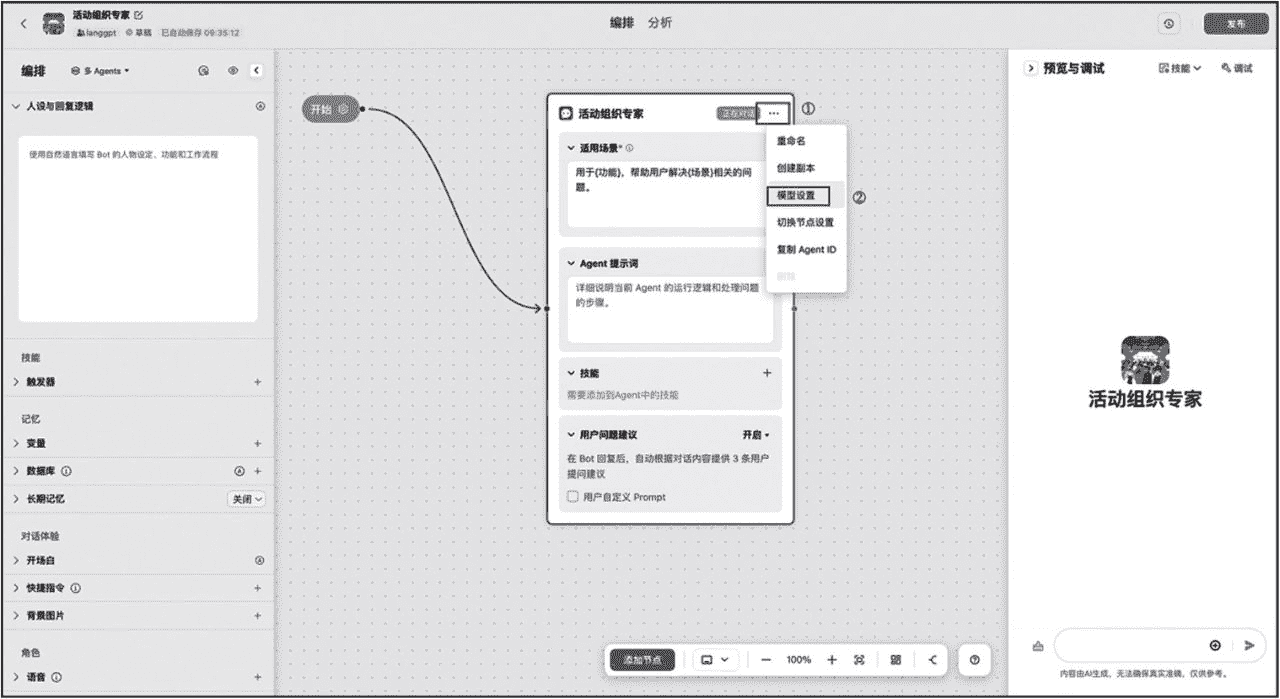 活动组织专家
langgpt 草稿 已自动保存 09:35:12
编排 分析
发布
编排
多 Agents
人设与回复逻辑
使用自然语言填写 Bot 的人物设定、功能和工作流程
技能
触发器
记忆
变量
数据库
长期记忆 关闭
对话体验
开场白
快捷指令
背景图片
角色
语音
开始
活动组织专家 正在对话 ... ①
适用场景*
用于{功能}，帮助用户解决{场景}相关的问
题。
Agent 提示词
详细说明当前 Agent 的运行逻辑和处理问题
的步骤。
技能
需要添加到Agent中的技能
用户问题建议 开启
在 Bot 回复后，自动根据对话内容提供 3 条用户
提问建议
用户自定义 Prompt
重命名
创建副本
模型设置 ②
切换节点设置
复制 Agent ID
删除
添加节点 100%
预览与调试 技能 调试
活动组织专家
内容由AI生成，无法确保真实准确，仅供参考。